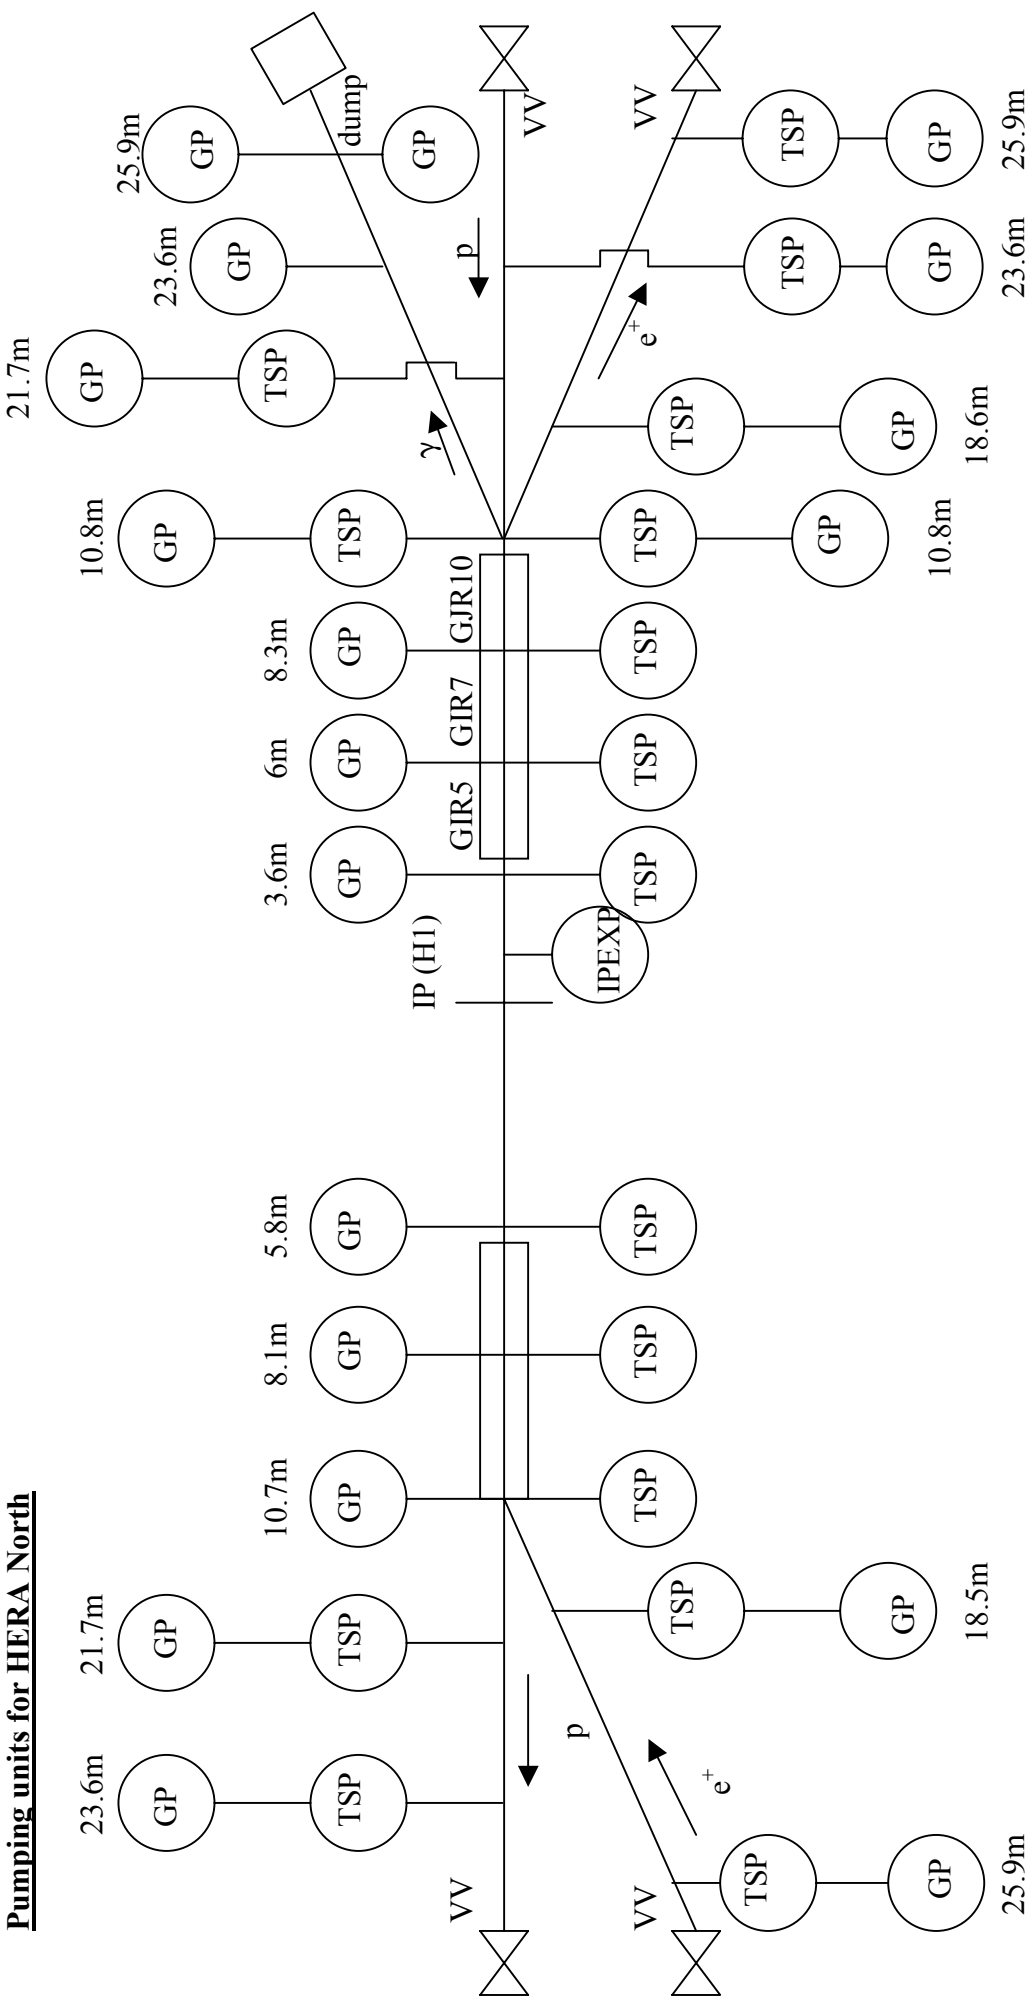 Pumping units for HERA North
21.7m
23.6m
21.7m
10.8m
GP
25.9m
GP
GP
GP
23.6m
GP
GP
10.7m
8.1m
5.8m
3.6m
6m
8.3m
TSP
TSP
TSP
GP
GP
GP
GP
GP
GP
TSP
dump
IP (H1)
γ
GP
VV
GIR5
GIR7
GJR10
p
VV
p
IPEXP
VV
TSP
TSP
TSP
TSP
TSP
TSP
TSP
e+
VV
TSP
TSP
e+
TSP
TSP
TSP
GP
GP
GP
GP
10.8m
GP
GP
18.5m
18.6m
25.9m
23.6m
25.9m